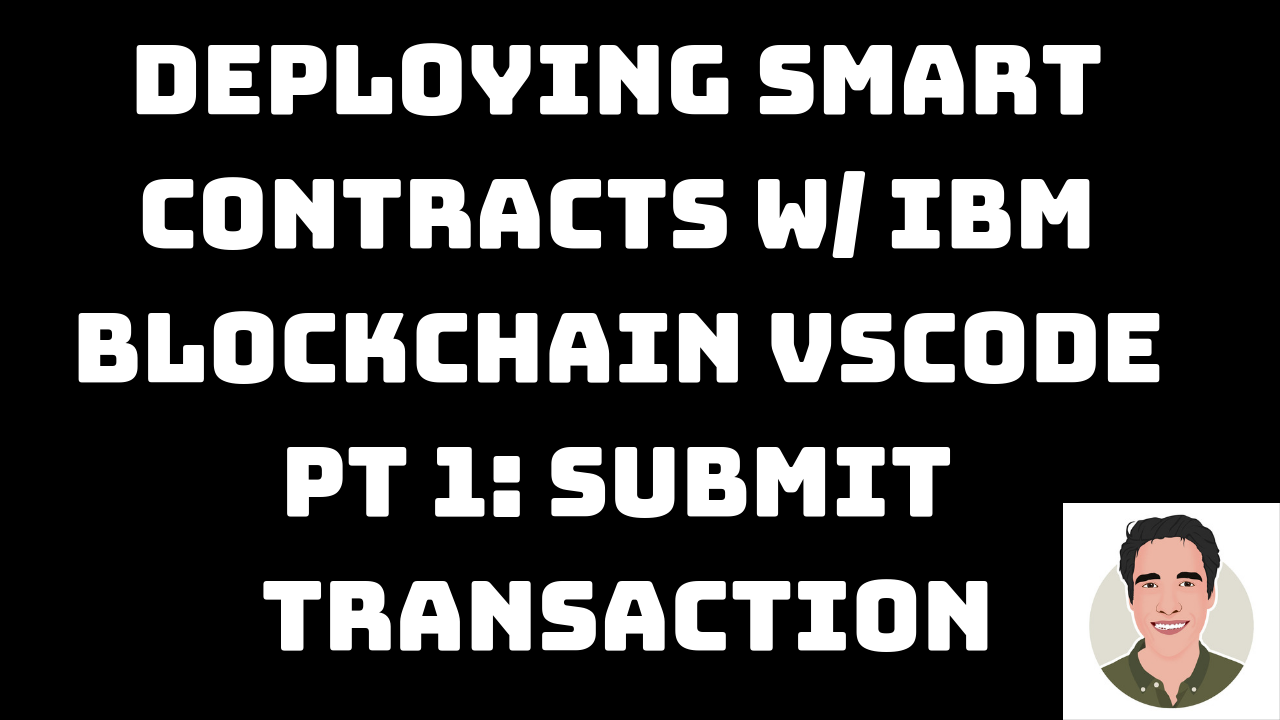 DEPLOYING SMART
CONTRACTS W/ IBM
BLOCKCHAIN VSCODE
PT 1: SUBMIT
TRANSACTION